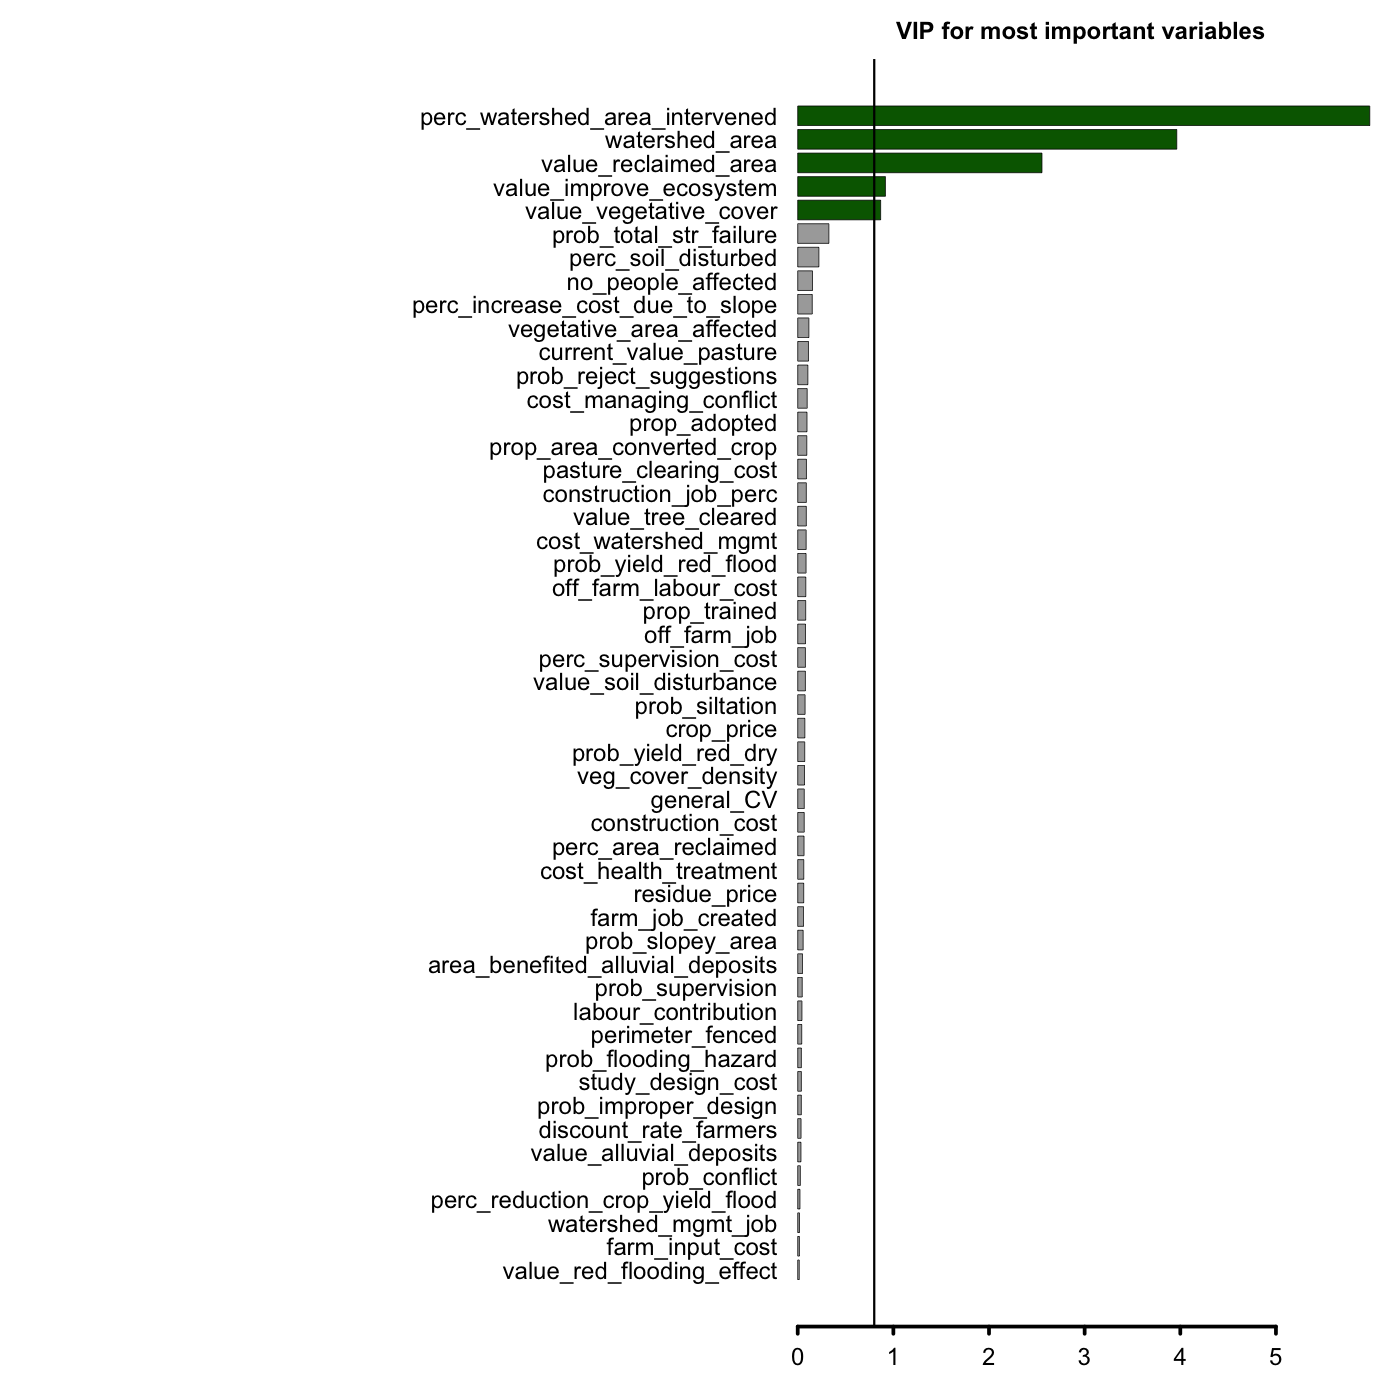 VIP for most important variables
perc_watershed_area_intervened
watershed_area
value_reclaimed_area
value_improve_ecosystem
value_vegetative_cover
prob_total_str_failure
perc_soil_disturbed
no_people_affected
perc_increase_cost_due_to_slope
vegetative_area_affected
current_value_pasture
prob_reject_suggestions
cost_managing_conflict
prop_adopted
prop_area_converted_crop
pasture_clearing_cost
construction_job_perc
value_tree_cleared
cost_watershed_mgmt
prob_yield_red_flood
off_farm_labour_cost
prop_trained
off_farm_job
perc_supervision_cost
value_soil_disturbance
prob_siltation
crop_price
prob_yield_red_dry
veg_cover_density
general_CV
construction_cost
perc_area_reclaimed
cost_health_treatment
residue_price
farm_job_created
prob_slopey_area
area_benefited_alluvial_deposits
prob_supervision
labour_contribution
perimeter_fenced
prob_flooding_hazard
study_design_cost
prob_improper_design
discount_rate_farmers
value_alluvial_deposits
prob_conflict
perc_reduction_crop_yield_flood
watershed_mgmt_job
farm_input_cost
value_red_flooding_effect
0 1 2 3 4 5